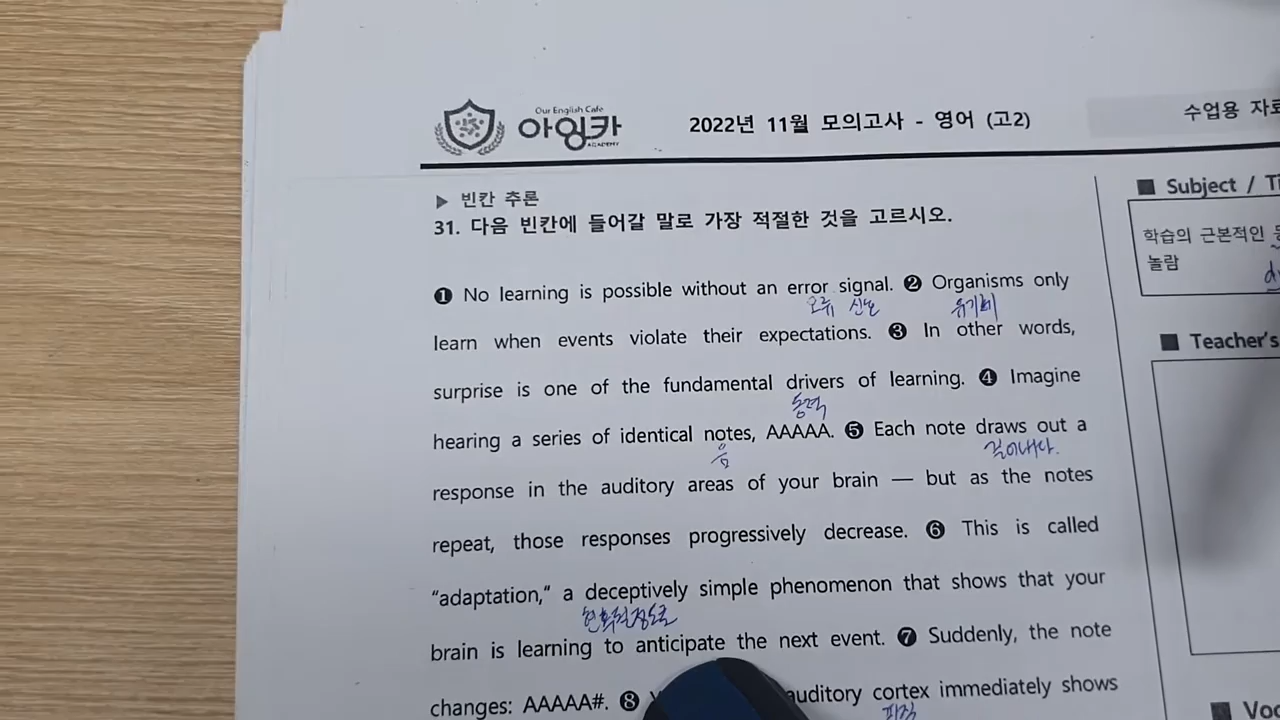 Our English Cafe
아잉카
ACADEMY
2022년 11월 모의고사 - 영어 (고2)
수업용
▶ 빈칸 추론
31. 다음 빈칸에 들어갈 말로 가장 적절한 것을 고르시오.
❶ No learning is possible without an error signal. ❷ Organisms only
오류 신호 유기체
learn when events violate their expectations. ❸ In other words,
surprise is one of the fundamental drivers of learning. ❹ Imagine
동력
hearing a series of identical notes, AAAAA. ❺ Each note draws out a
음 끌어내다.
response in the auditory areas of your brain — but as the notes
repeat, those responses progressively decrease. ❻ This is called
"adaptation," a deceptively simple phenomenon that shows that your
brain is learning to anticipate the next event. ❼ Suddenly, the note
changes: AAAAA#. ❽ auditory cortex immediately shows
피질
■ Subject /
학습의 근본적인
놀람
■ Teacher's
■